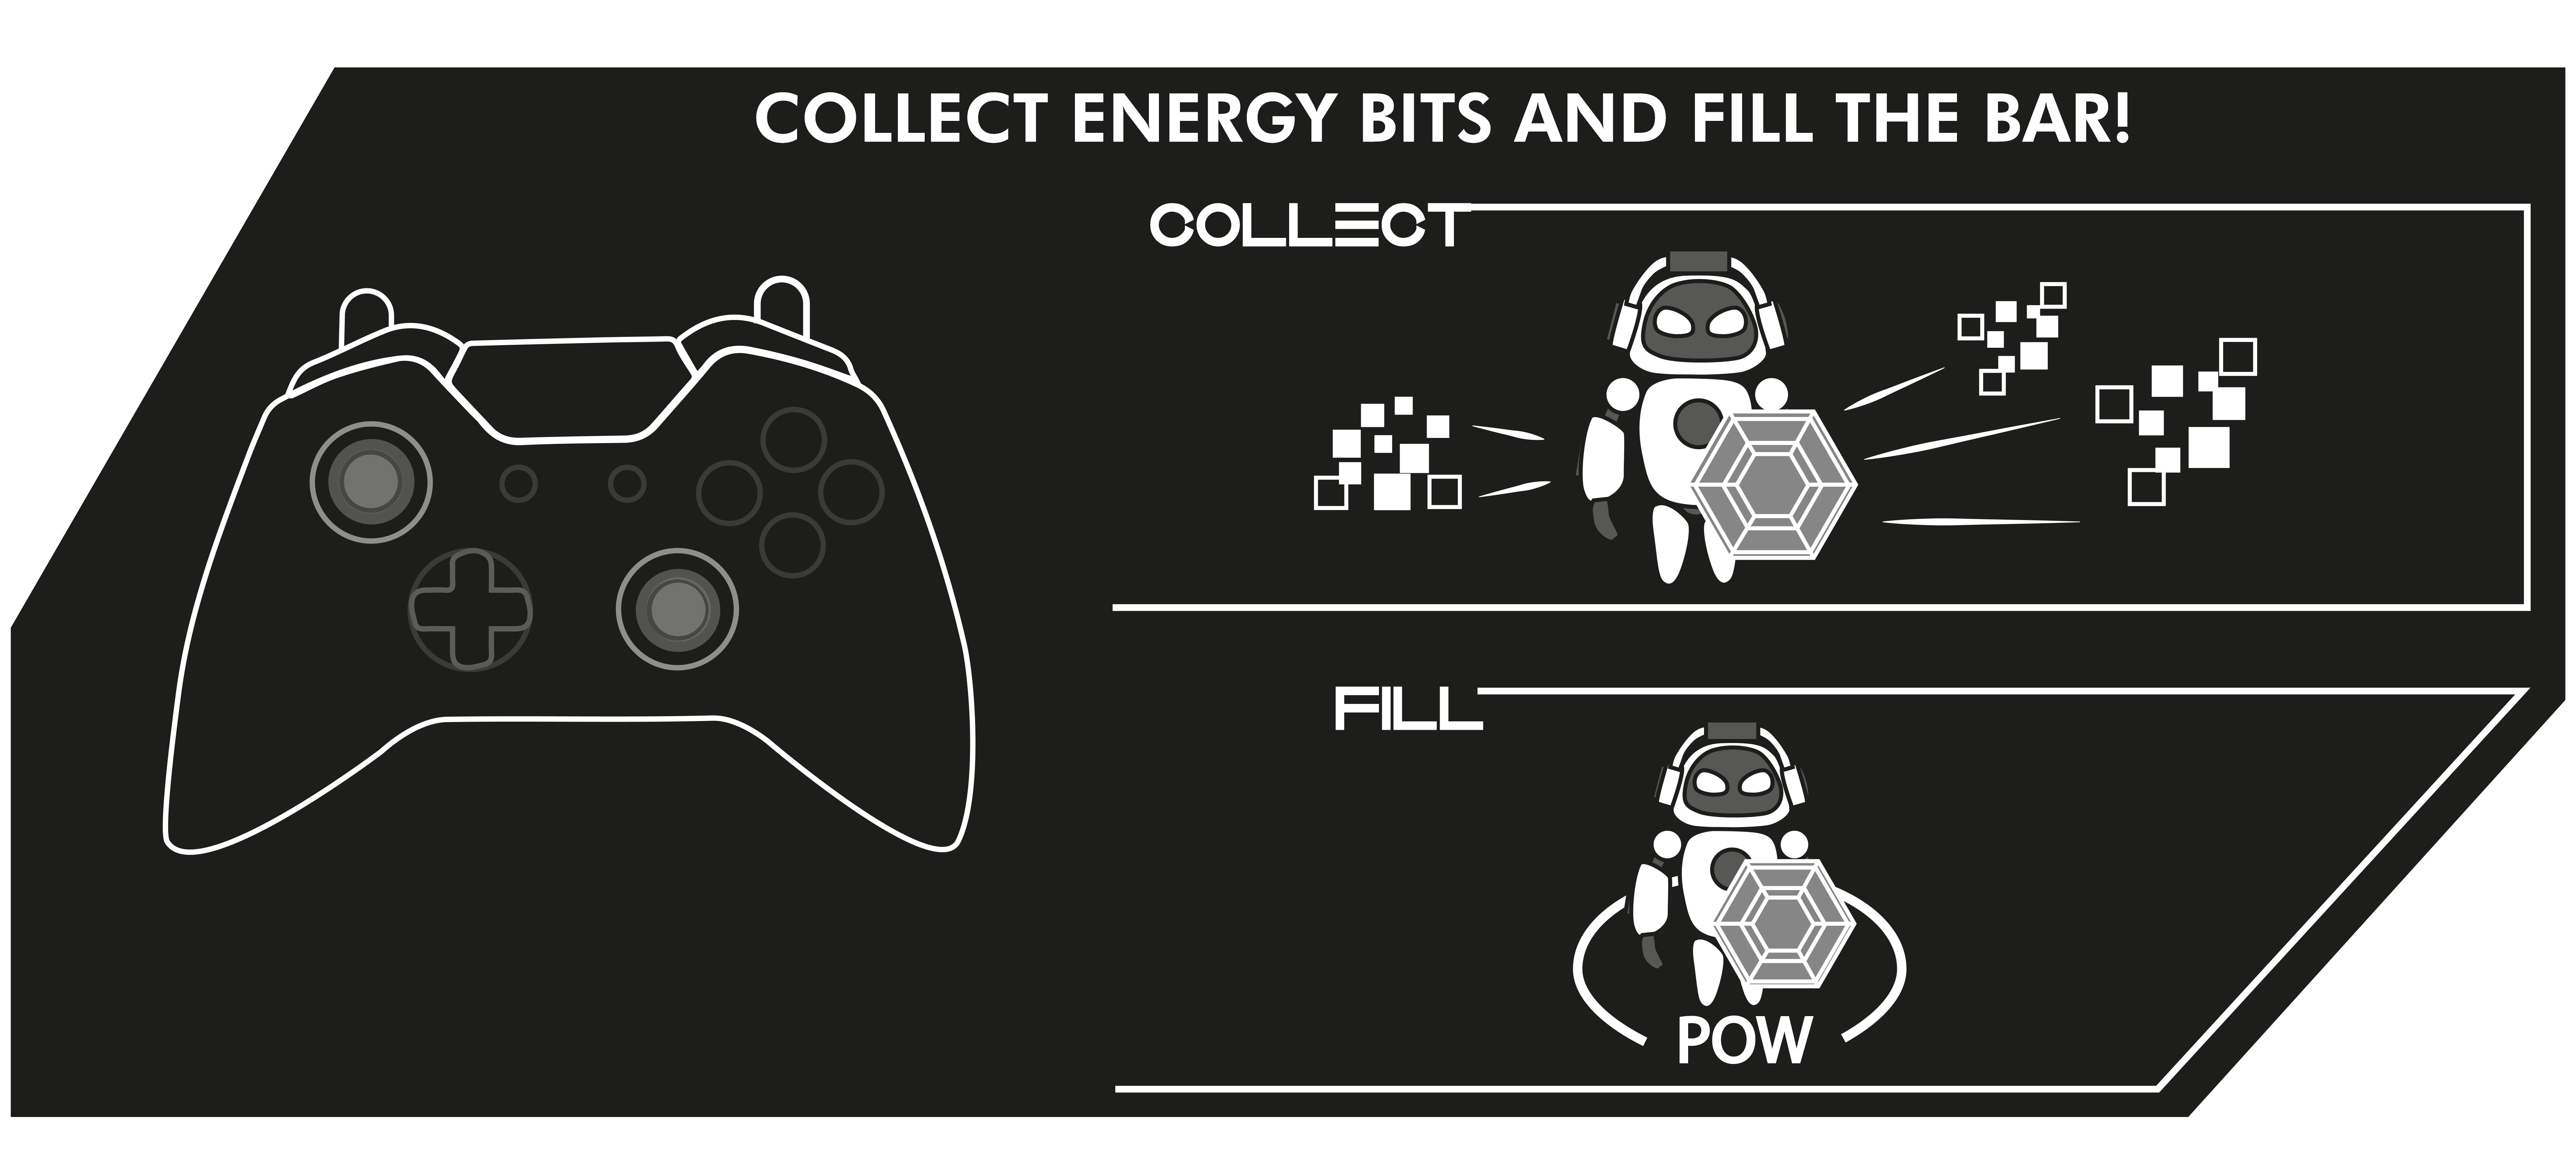 COLLECT ENERGY BITS AND FILL THE BAR!
COLLECT
FILL
POW